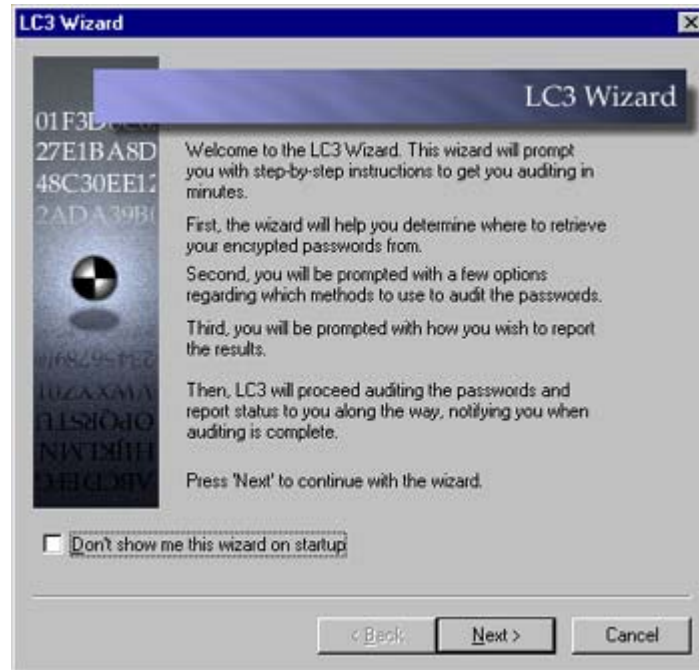 LC3 Wizard
LC3 Wizard
27E1BA8D
48C30EE12
2ADA39B0
Welcome to the LC3 Wizard. This wizard will prompt
you with step-by-step instructions to get you auditing in
minutes.
First, the wizard will help you determine where to retrieve
your encrypted passwords from.
Second, you will be prompted with a few options
regarding which methods to use to audit the passwords.
Third, you will be prompted with how you wish to report
the results.
Then, LC3 will proceed auditing the passwords and
report status to you along the way, notifying you when
auditing is complete.
Press 'Next' to continue with the wizard.
Don't show me this wizard on startup
< Back
Next >
Cancel